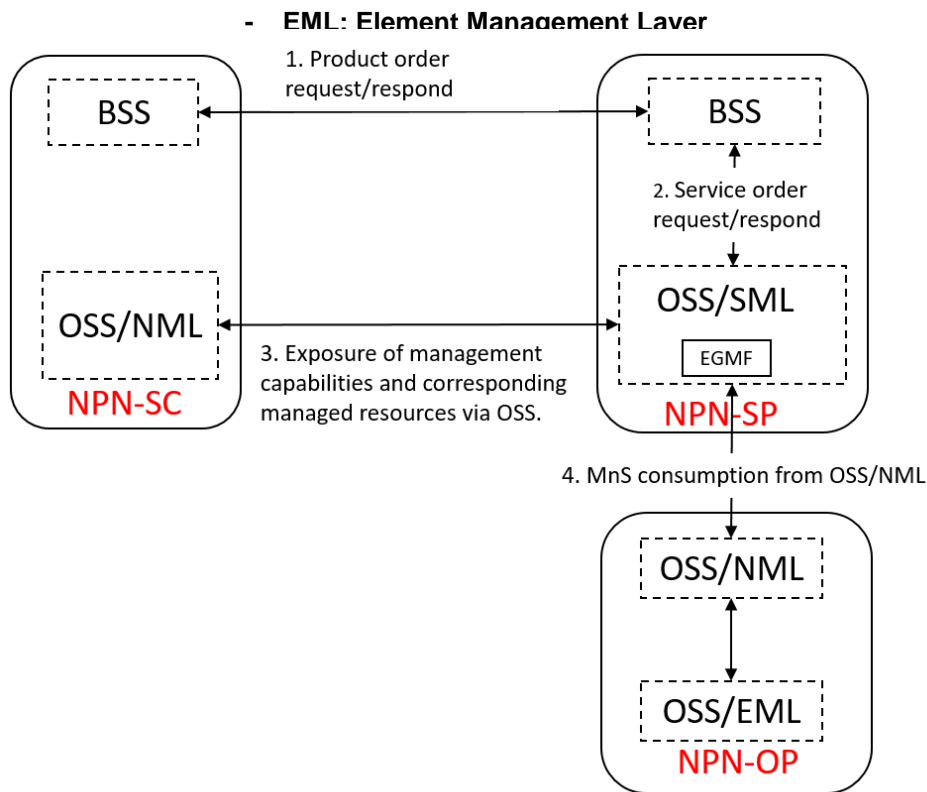 - EML: Element Management Layer
1. Product order
request/respond
BSS
BSS
2. Service order
request/respond
OSS/NML
OSS/SML
EGMF
3. Exposure of management
capabilities and corresponding
managed resources via OSS.
NPN-SC
NPN-SP
4. MnS consumption from OSS/NML
OSS/NML
OSS/EML
NPN-OP